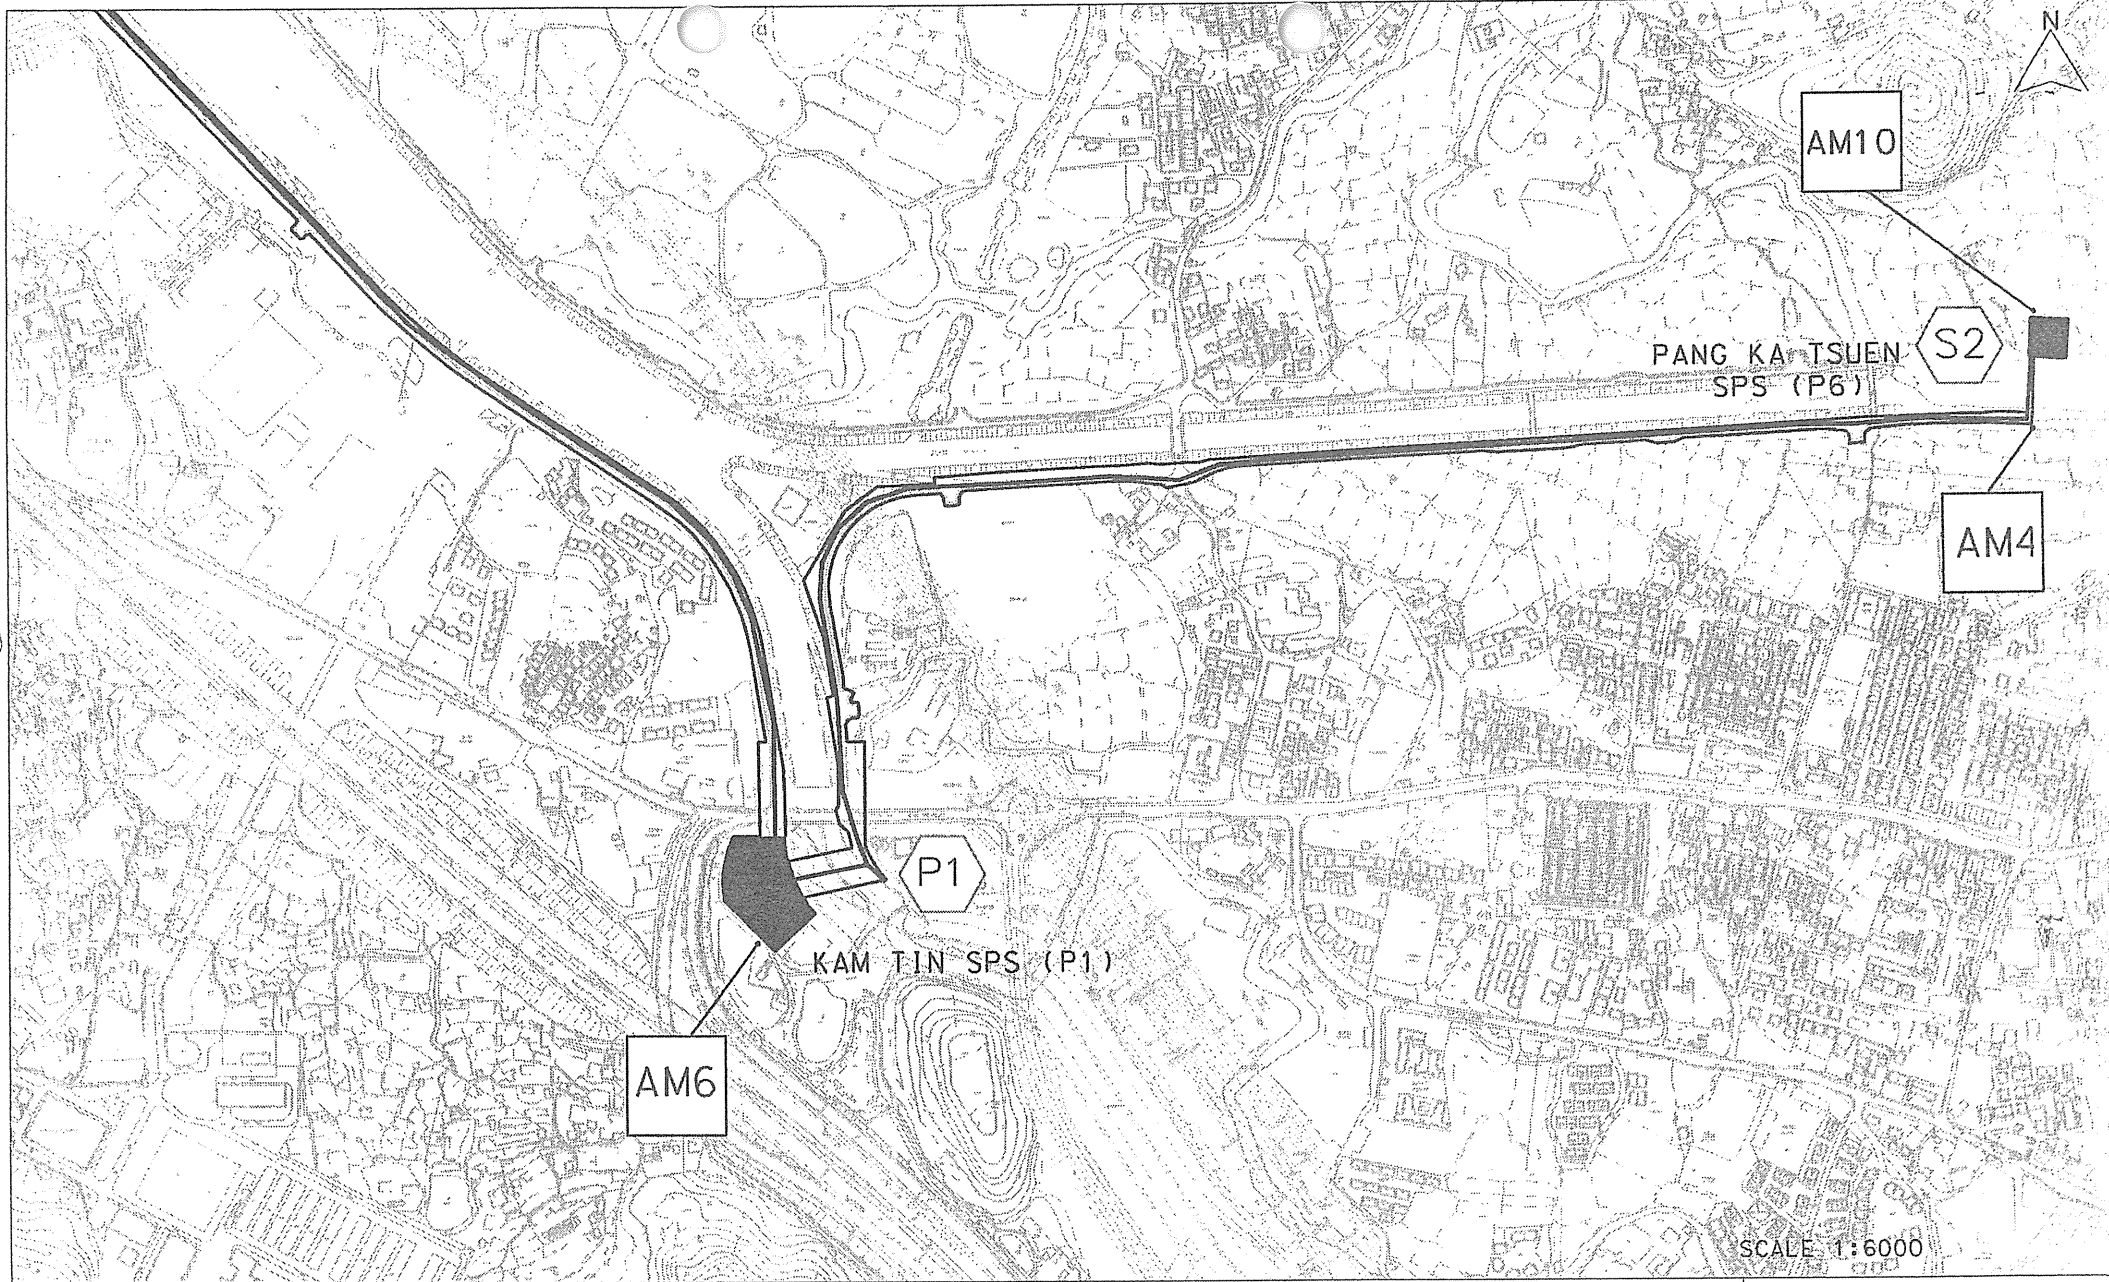 N
AM10
PANG KA TSUEN
SPS (P6)
S2
AM4
P1
KAM TIN SPS (P1)
AM6
SCALE 1:6000